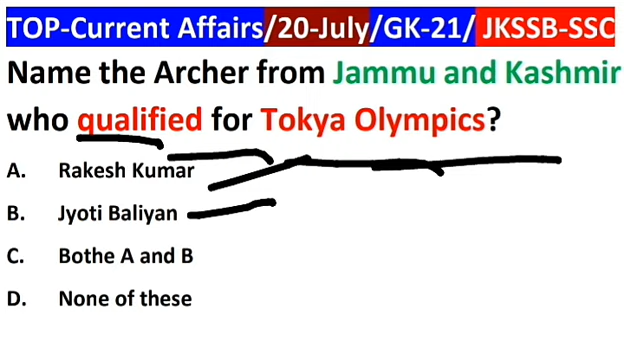 TOP-Current Affairs/20-July/GK-21/ JKSSB-SSC
Name the Archer from Jammu and Kashmir
who qualified for Tokya Olympics?
A. Rakesh Kumar
B. Jyoti Baliyan
C. Bothe A and B
D. None of these